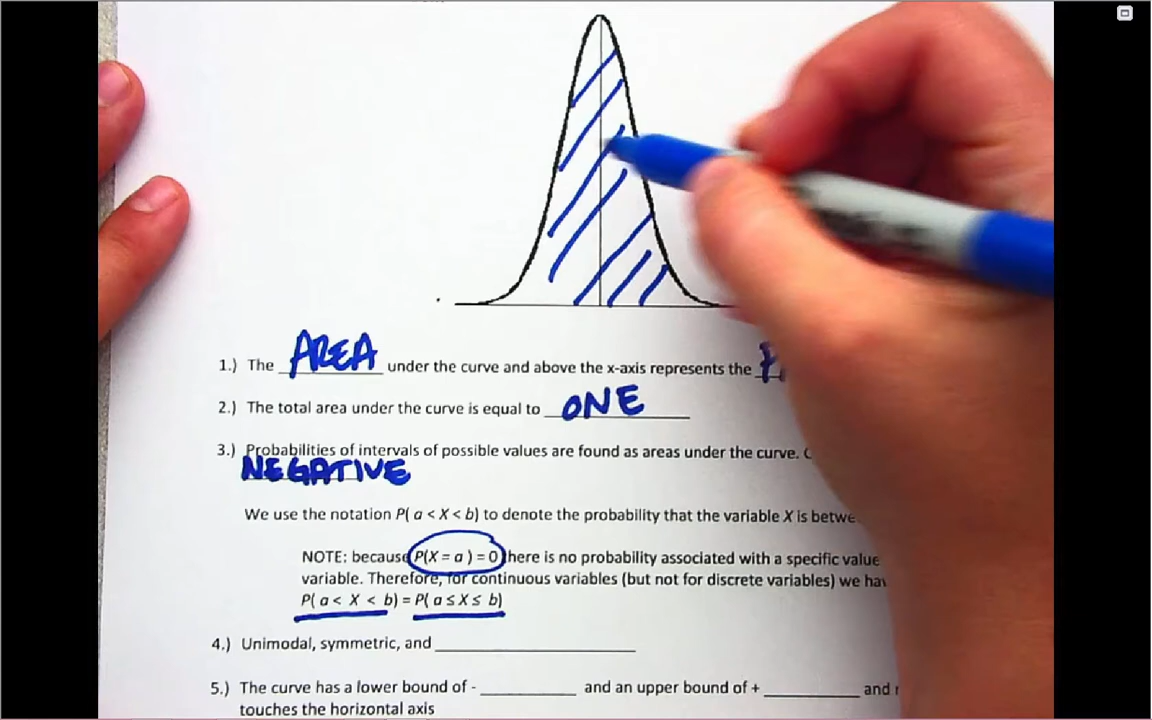 1.) The AREA under the curve and above the x-axis represents the
2.) The total area under the curve is equal to ONE
3.) Probabilities of intervals of possible values are found as areas under the curve.
NEGATIVE
We use the notation P( a < X < b) to denote the probability that the variable X is
NOTE: because P(X = a ) = 0 there is no probability associated with a specific value
variable. Therefore, for continuous variables (but not for discrete variables) we
P( a < X < b) = P( a ≤ X ≤ b)
4.) Unimodal, symmetric, and
5.) The curve has a lower bound of - and an upper bound of + and
touches the horizontal axis